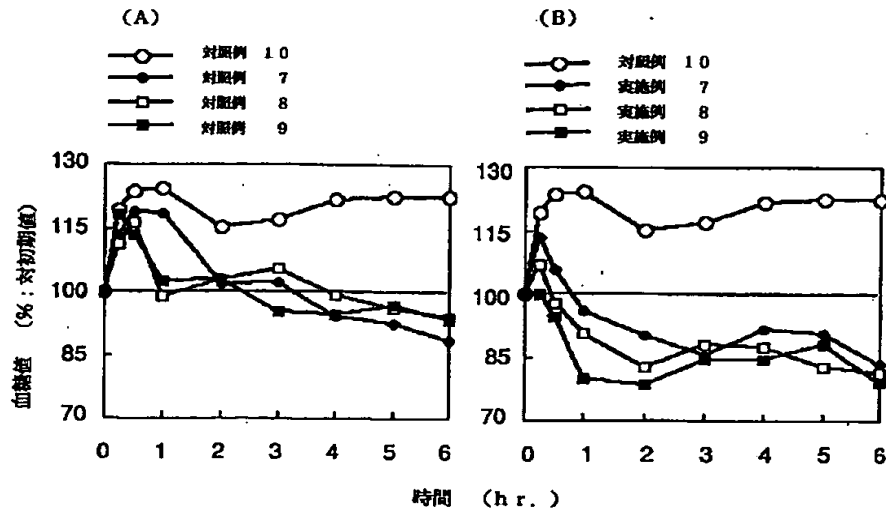 (A)
対照例 10
対照例 7
対照例 8
対照例 9
(B)
対照例 10
実施例 7
実施例 8
実施例 9
血糖値 (%:対初期値)
130
115
100
85
70
0 1 2 3 4 5 6
130
115
100
85
70
0 1 2 3 4 5 6
時間 (hr.)